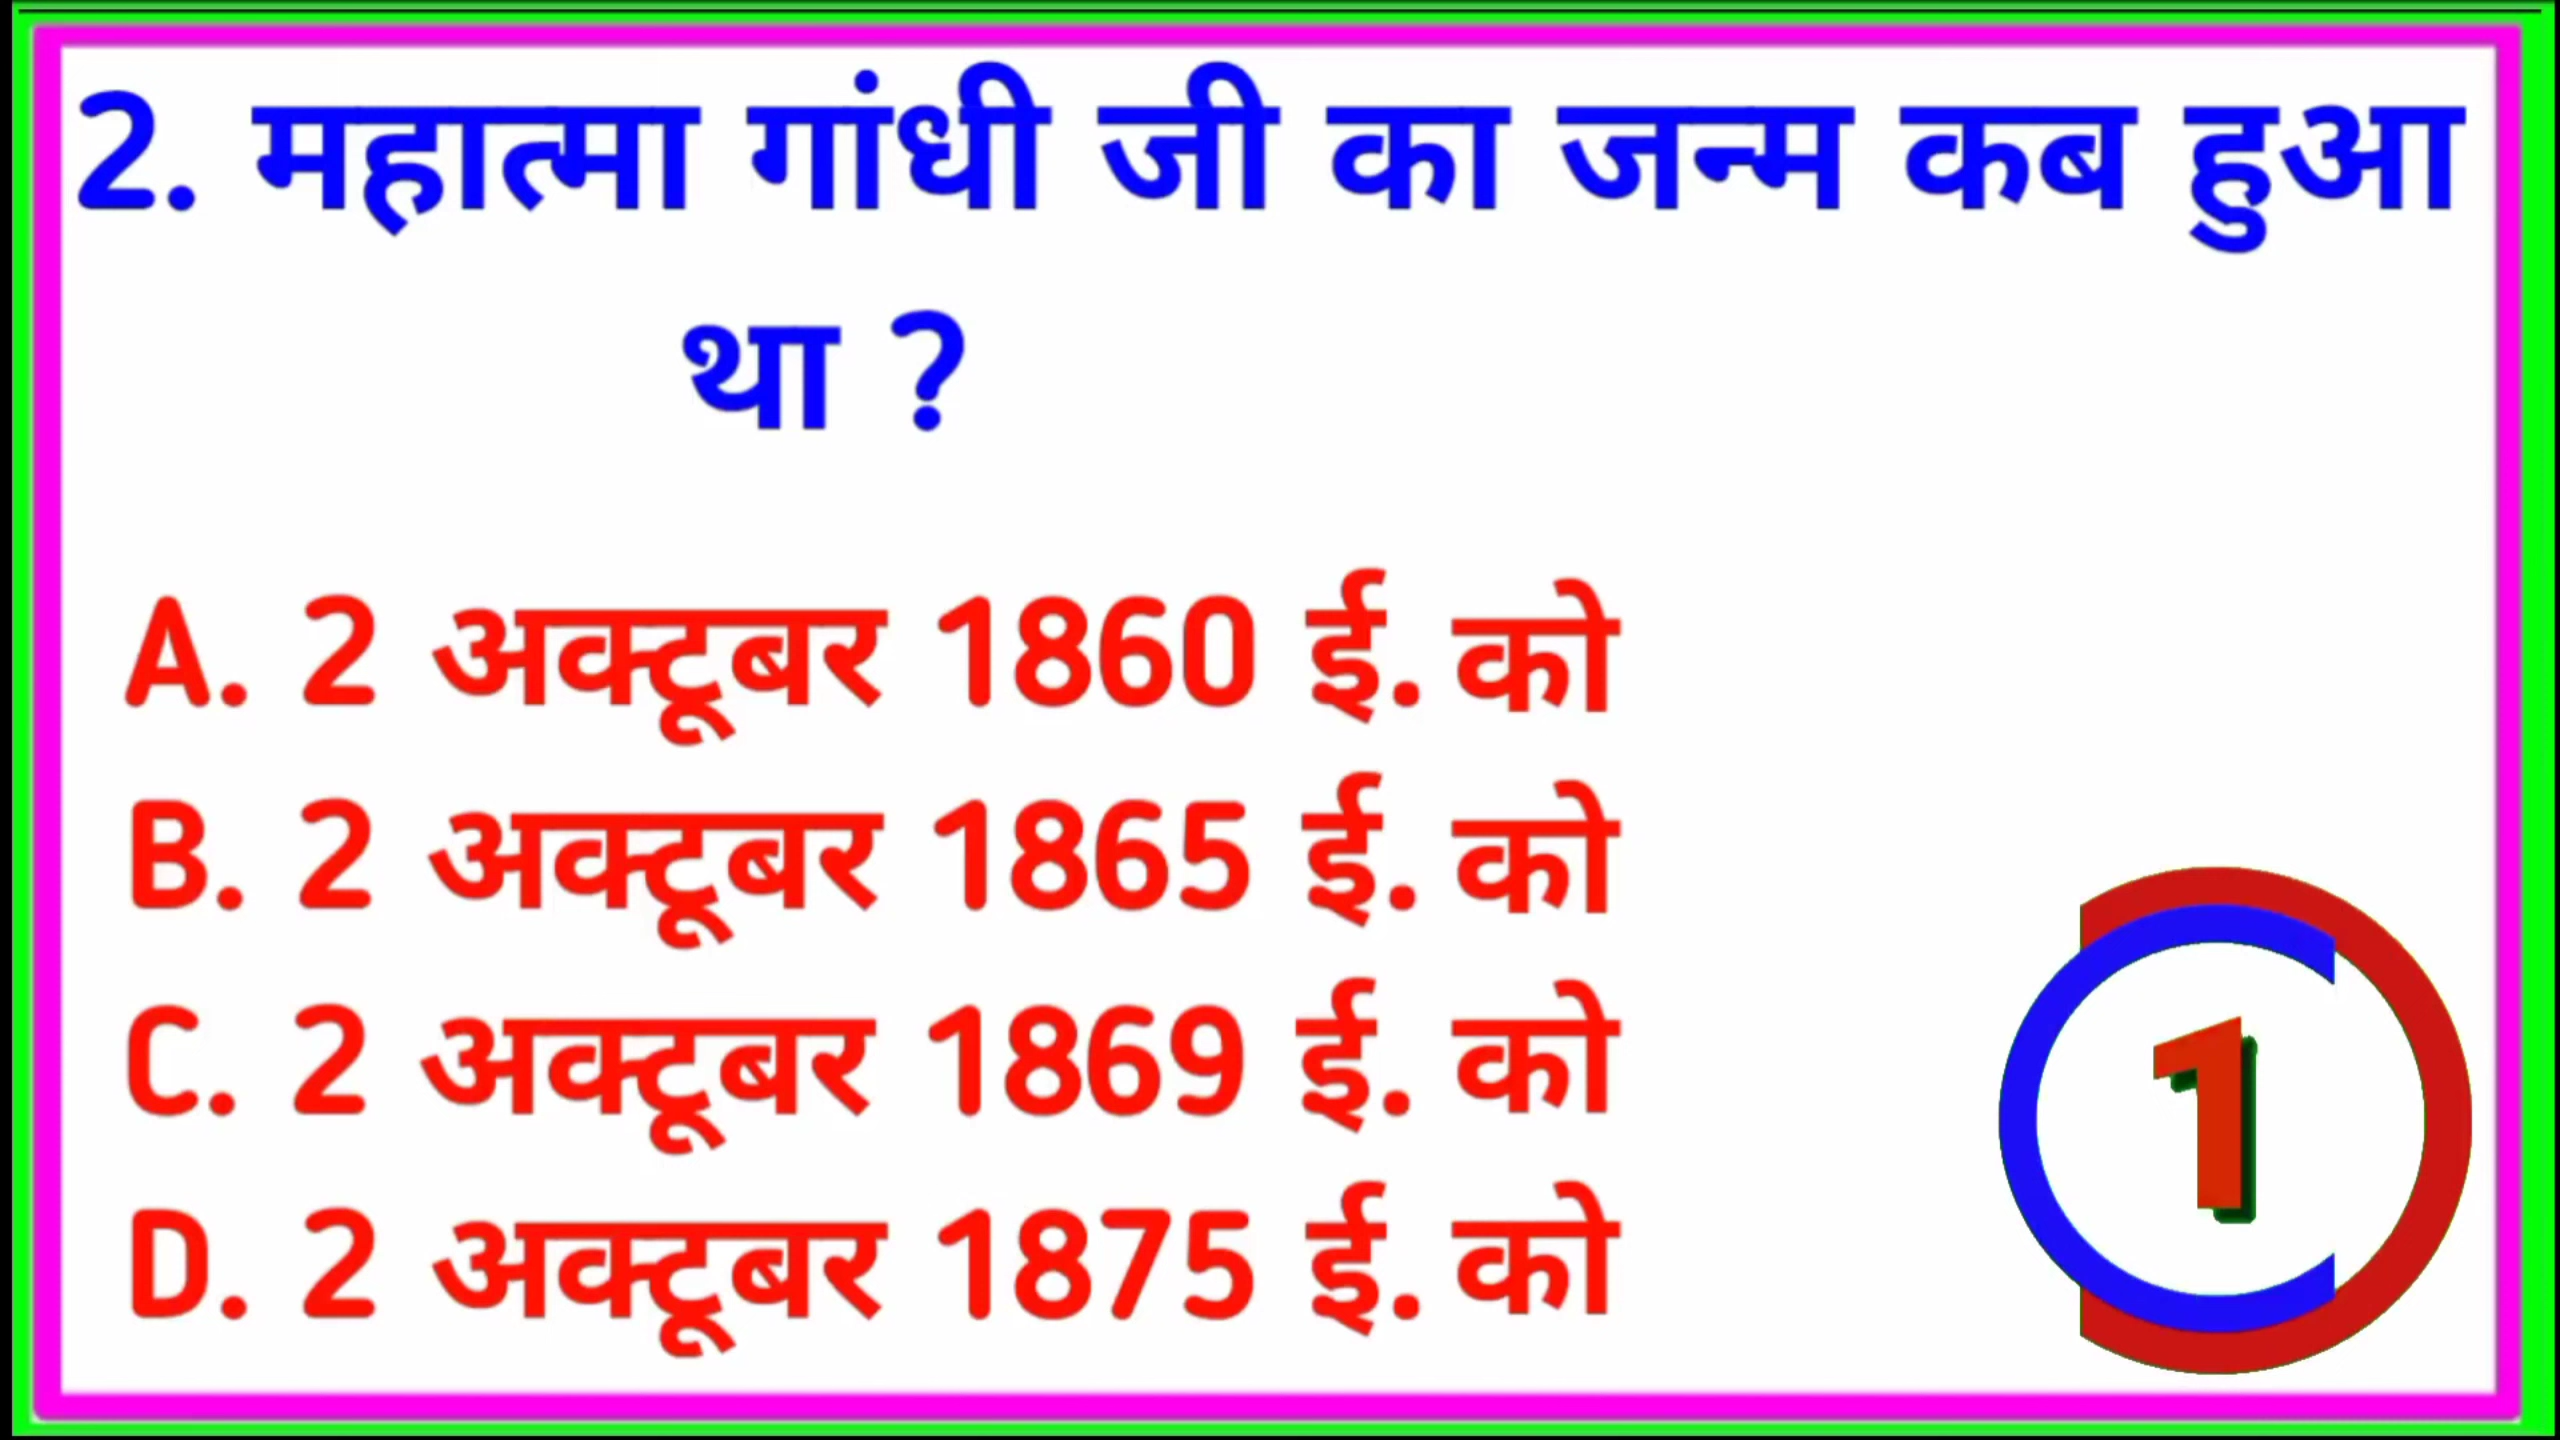 2. महात्मा गांधी जी का जन्म कब हुआ
था ?
A. 2 अक्टूबर 1860 ई. को
B. 2 अक्टूबर 1865 ई. को
C. 2 अक्टूबर 1869 ई. को
D. 2 अक्टूबर 1875 ई. को
1